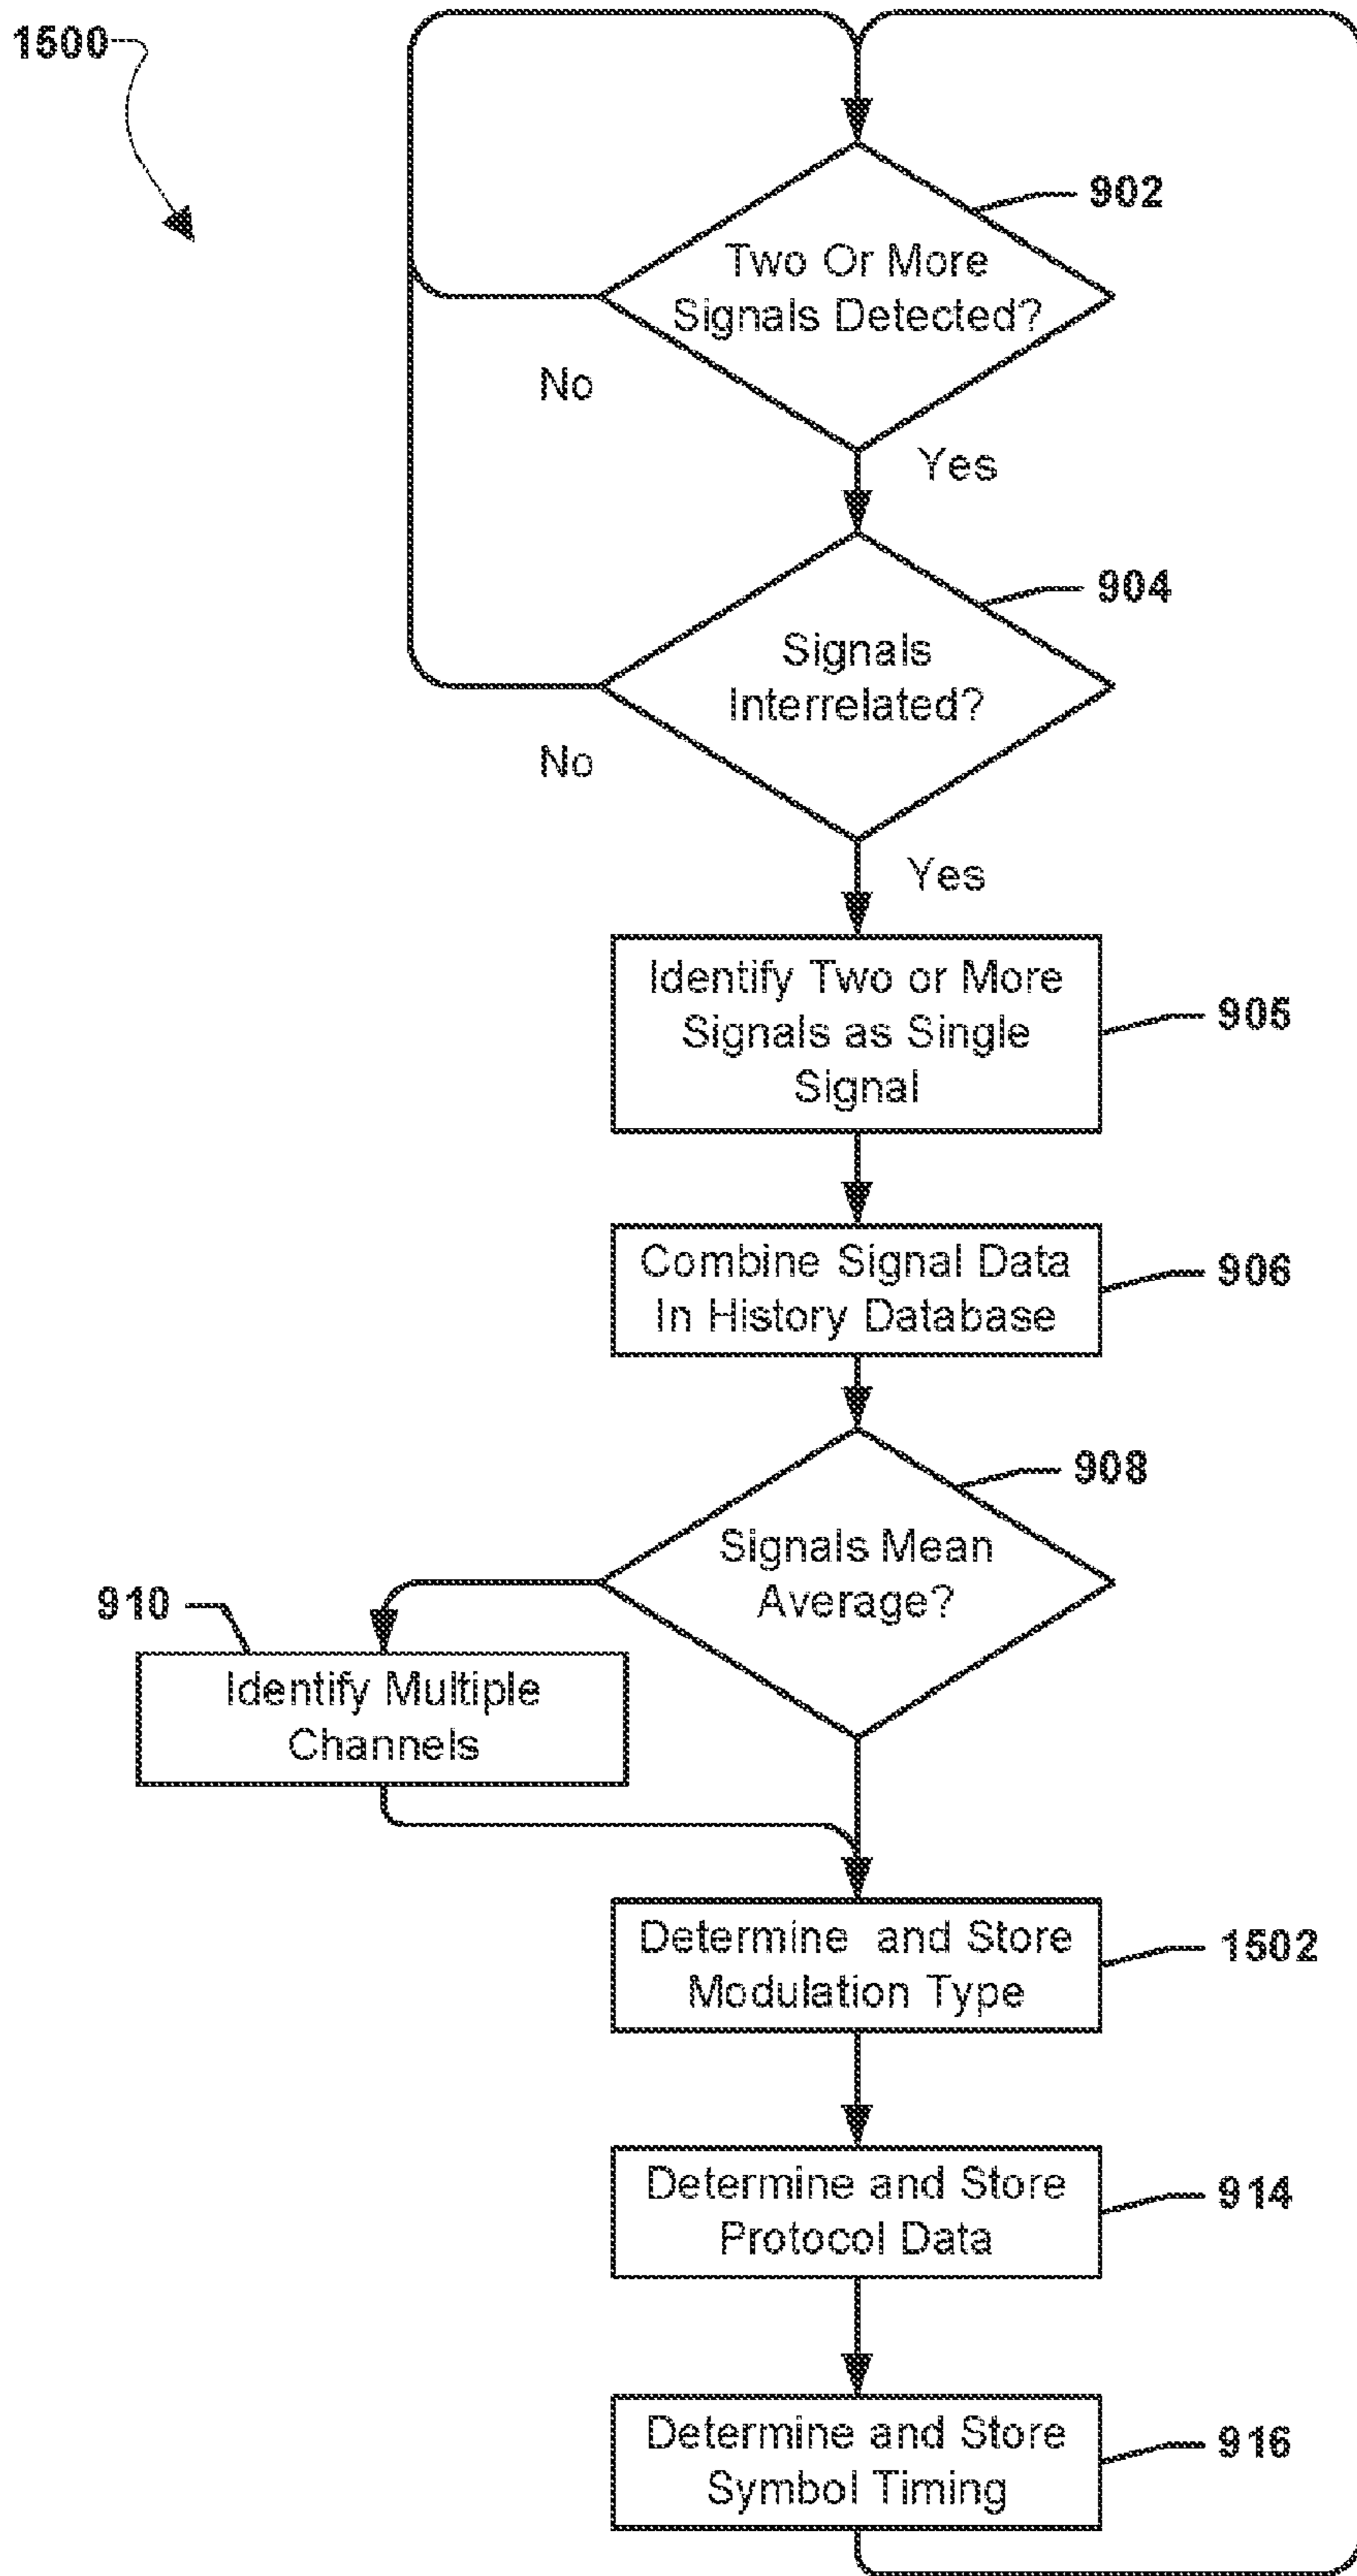 1500
902
Two Or More
Signals Detected?
No
Yes
904
Signals
Interrelated?
No
Yes
Identify Two or More
Signals as Single
Signal
905
Combine Signal Data
In History Database
906
908
Signals Mean
Average?
910
Identify Multiple
Channels
Determine and Store
Modulation Type
1502
Determine and Store
Protocol Data
914
Determine and Store
Symbol Timing
916